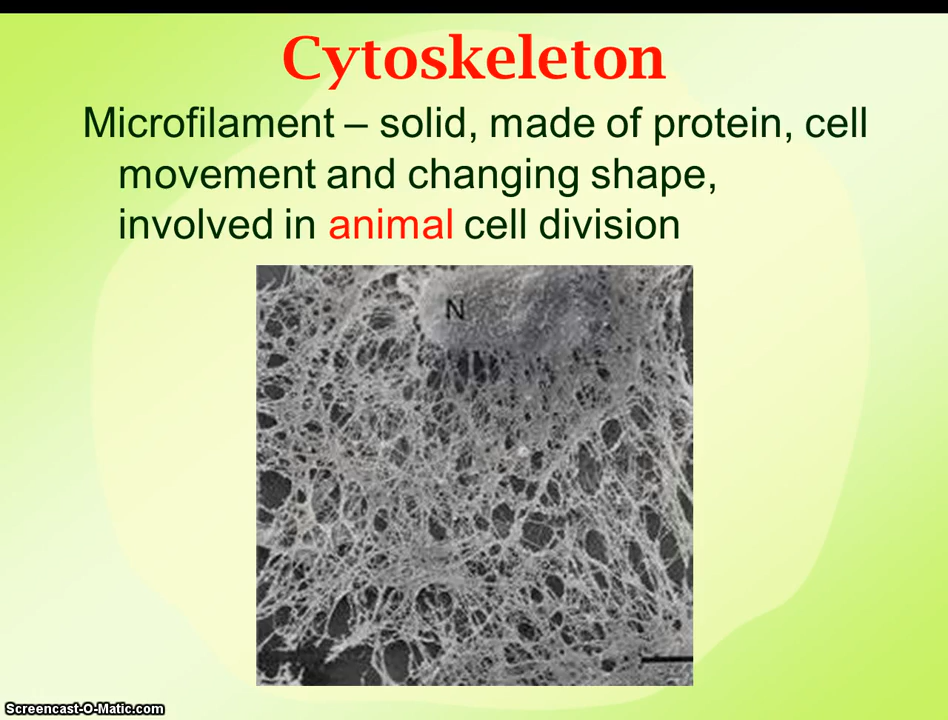 Cytoskeleton
Microfilament – solid, made of protein, cell
movement and changing shape,
involved in animal cell division
N
Screencast-O-Matic.com